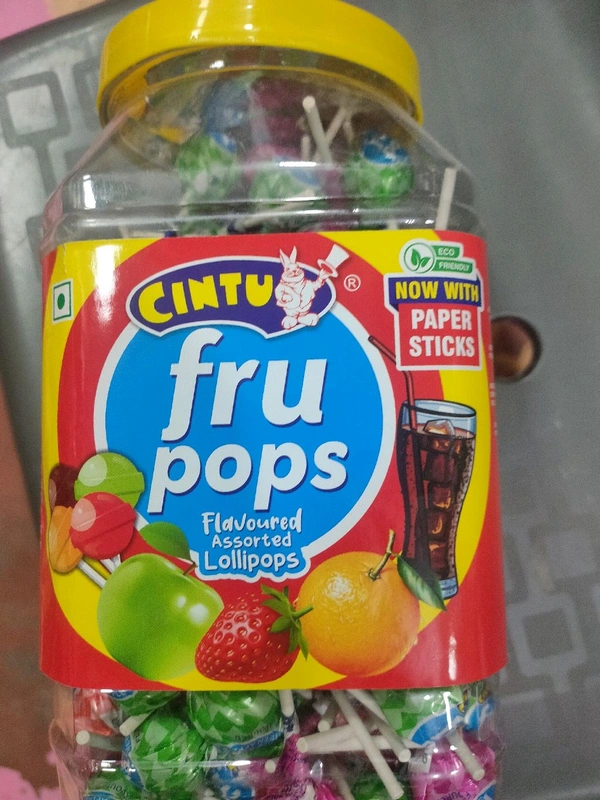 CINTU
®
ECO
FRIENDLY
NOW WITH
PAPER
STICKS
fru
pops
Flavoured
Assorted
Lollipops